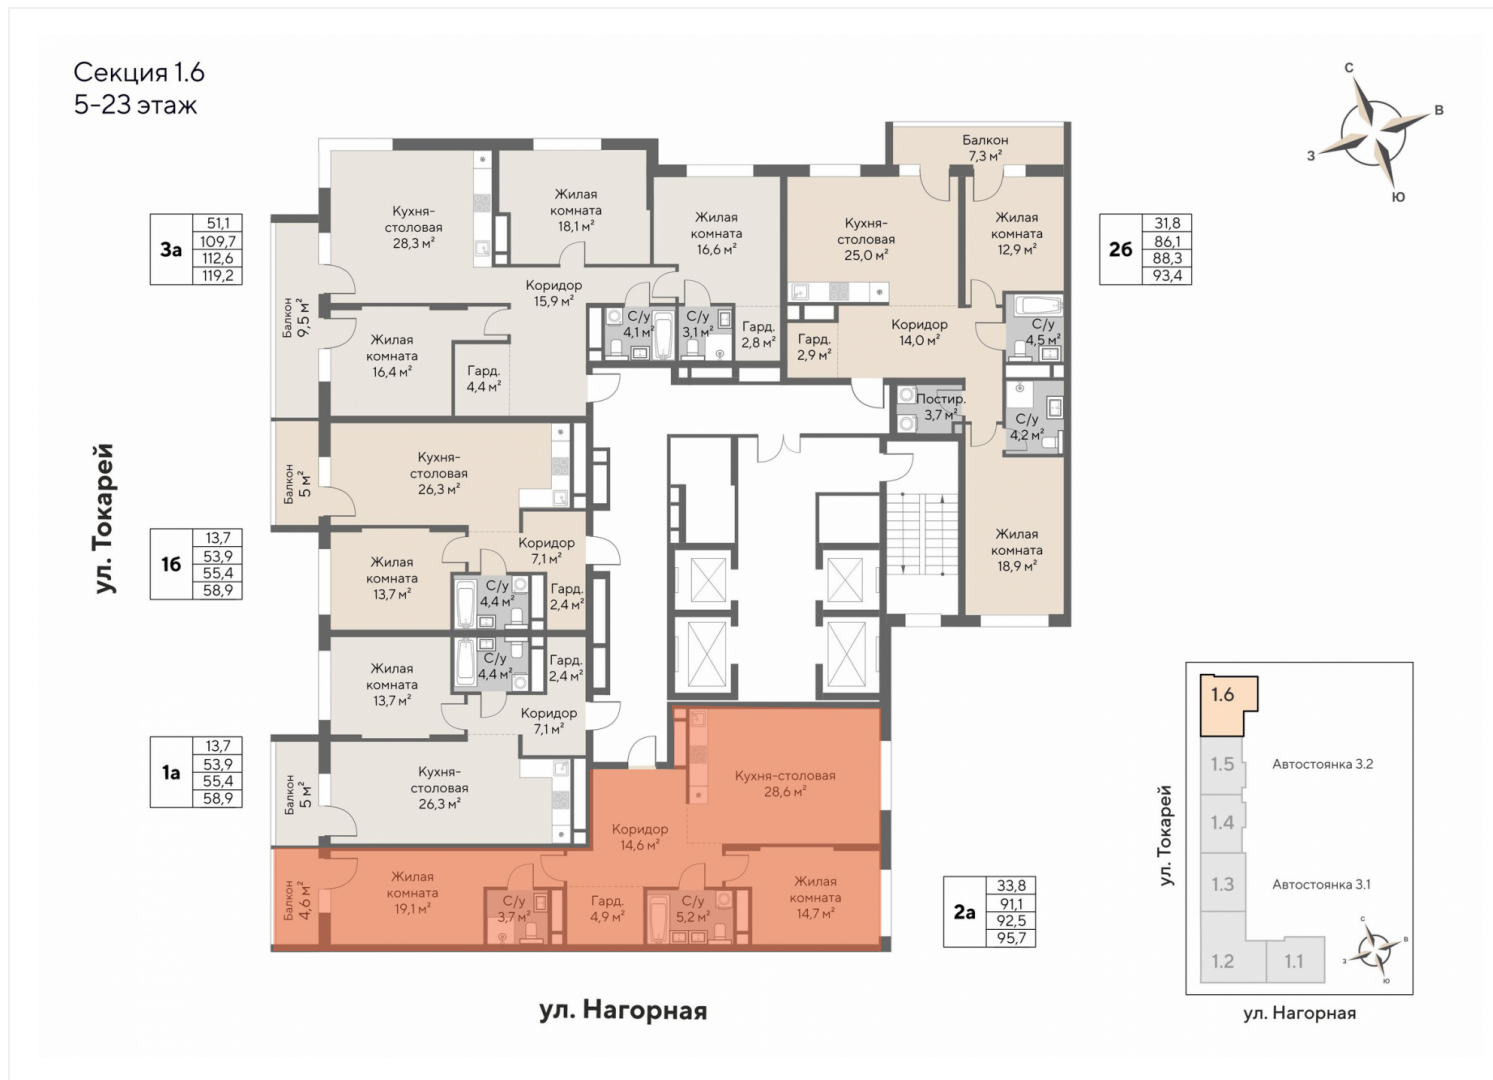 Секция 1.6
5-23 этаж
С
В
З
Ю
Балкон
7,3 м²
Кухня-
столовая
28,3 м²
Жилая
комната
18,1 м²
Жилая
комната
16,6 м²
Кухня-
столовая
25,0 м²
Жилая
комната
12,9 м²
3а
51,1
109,7
112,6
119,2
2б
31,8
86,1
88,3
93,4
Балкон
9,5 м²
Коридор
15,9 м²
Жилая
комната
16,4 м²
Гард.
4,4 м²
С/у
4,1 м²
С/у
3,1 м²
Гард.
2,8 м²
Гард.
2,9 м²
Коридор
14,0 м²
С/у
4,5 м²
Постир.
3,7 м²
С/у
4,2 м²
Балкон
5 м²
Кухня-
столовая
26,3 м²
ул. Токарей
1б
13,7
53,9
55,4
58,9
Жилая
комната
13,7 м²
Коридор
7,1 м²
С/у
4,4 м²
Гард.
2,4 м²
Жилая
комната
18,9 м²
Жилая
комната
13,7 м²
С/у
4,4 м²
Гард.
2,4 м²
Коридор
7,1 м²
1а
13,7
53,9
55,4
58,9
Балкон
5 м²
Кухня-
столовая
26,3 м²
Кухня-столовая
28,6 м²
Коридор
14,6 м²
Балкон
4,6 м²
Жилая
комната
19,1 м²
С/у
3,7 м²
Гард.
4,9 м²
С/у
5,2 м²
Жилая
комната
14,7 м²
2а
33,8
91,1
92,5
95,7
ул. Нагорная
1.6
1.5
Автостоянка 3.2
1.4
ул. Токарей
1.3
Автостоянка 3.1
1.2
1.1
С
В
З
Ю
ул. Нагорная